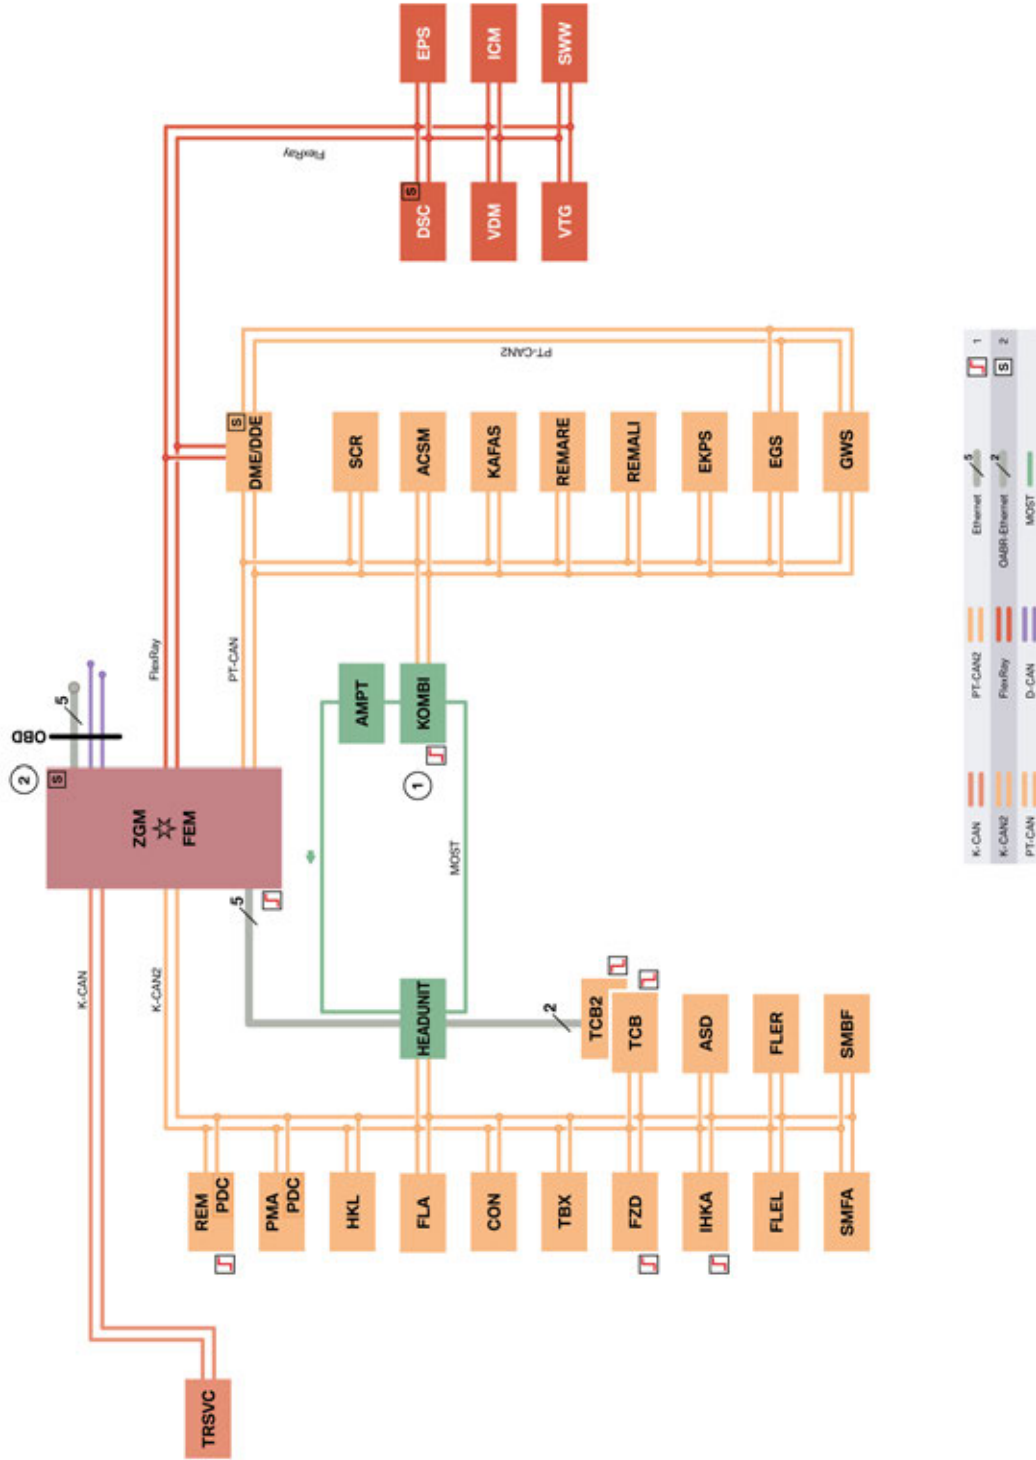 EPS
ICM
SWW
FlexRay
S
DSC
VDM
VTG
PT-CAN2
S
DME/DDE
SCR
ACSM
KAFAS
REMARE
REMALI
EKPS
EGS
GWS
FlexRay
PT-CAN
OBD
5
2
S
ZGM
FEM
AMPT
KOMBI
1
MOST
5
K-CAN
K-CAN2
HEADUNIT
2
TCB2
TCB
ASD
FLER
SMBF
REM
PDC
PMA
PDC
HKL
FLA
CON
TBX
FZD
IHKA
FLEL
SMFA
TRSVC
K-CAN
PT-CAN2
Ethernet
5
1
K-CAN2
FlexRay
OABR-Ethernet
2
S
2
PT-CAN
D-CAN
MOST